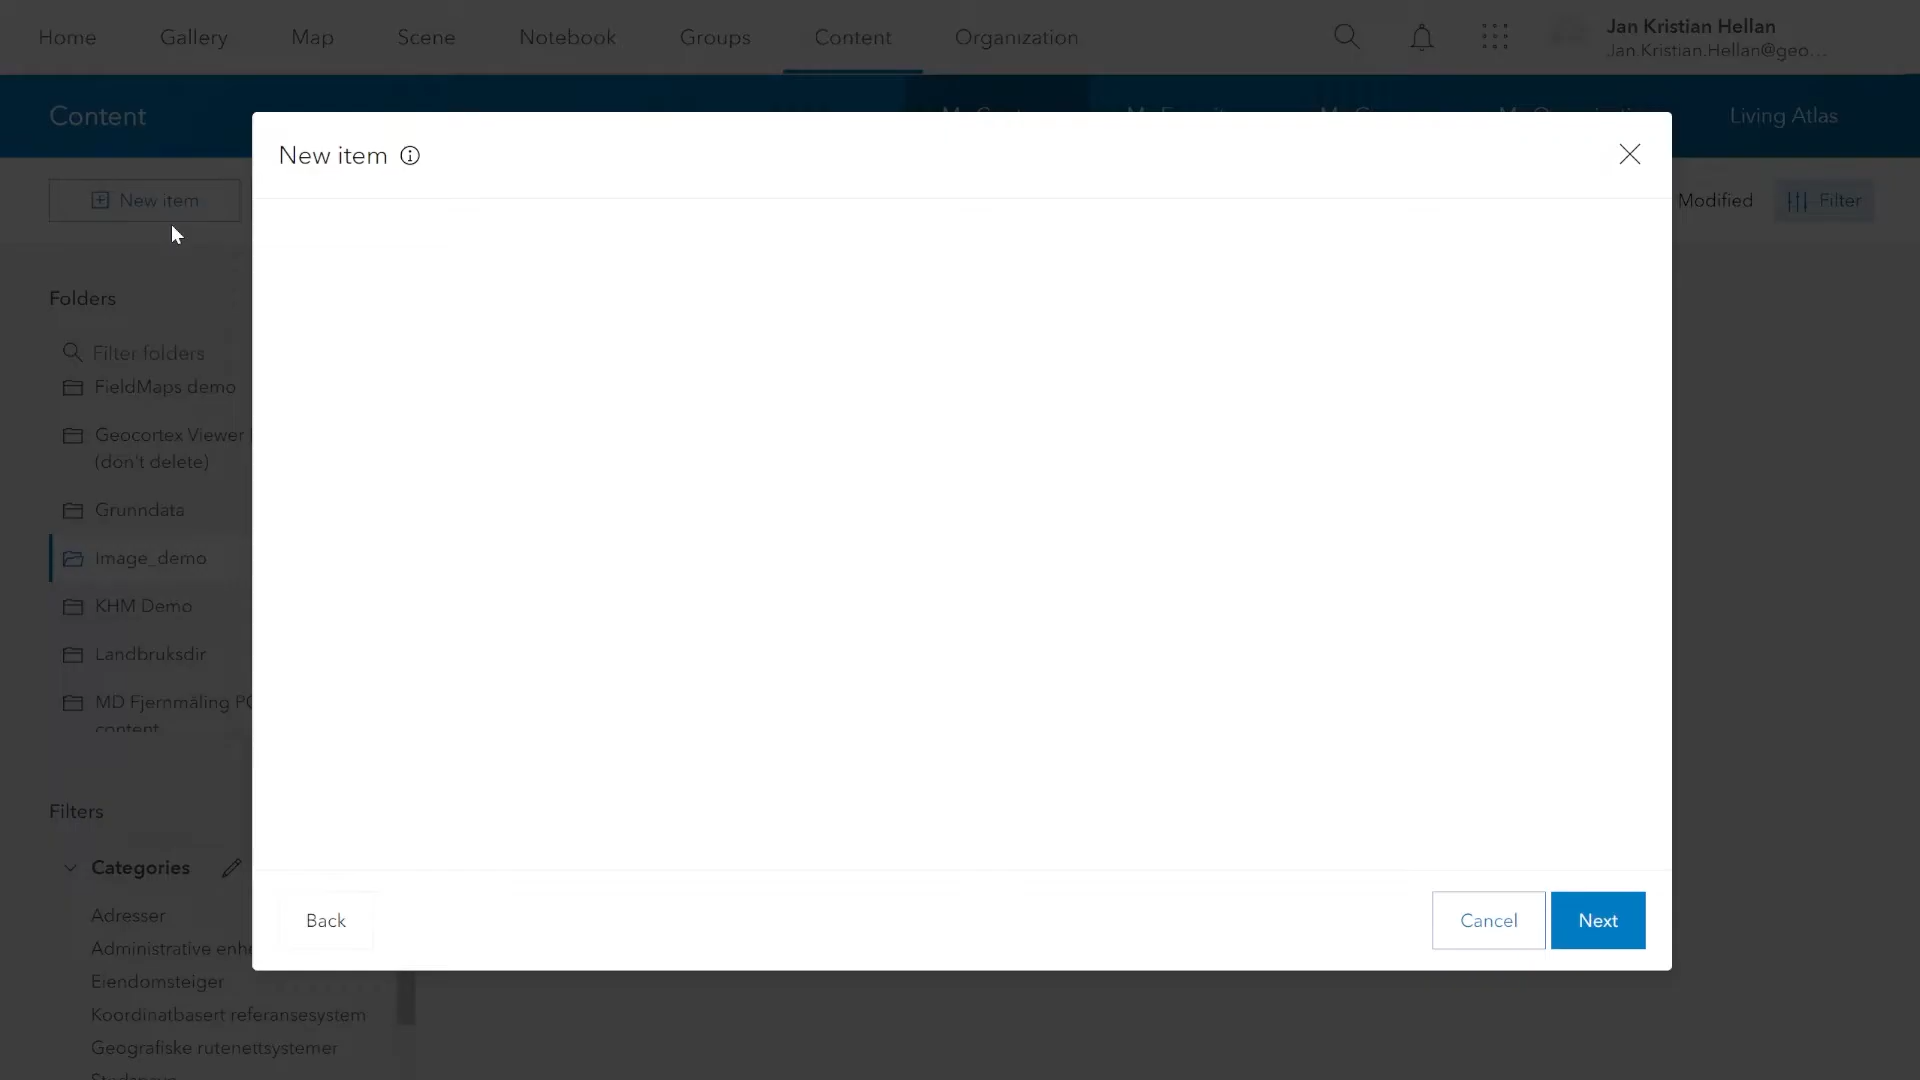 Home Gallery Map Scene Notebook Groups Content Organization
Jan Kristian Hellan
Jan.Kristian.Hellan@geo...
Content Living Atlas
New item
New item
Modified
Filter
Folders
Filter folders
FieldMaps demo
Geocortex Viewer
(don't delete)
Grunndata
Image_demo
KHM Demo
Landbruksdir
MD Fjernmåling
content
Filters
Categories
Adresser
Administrative
Eiendomsteiger
Koordinatbasert referansesystem
Geografiske rutenettsystemer
Back
Cancel
Next